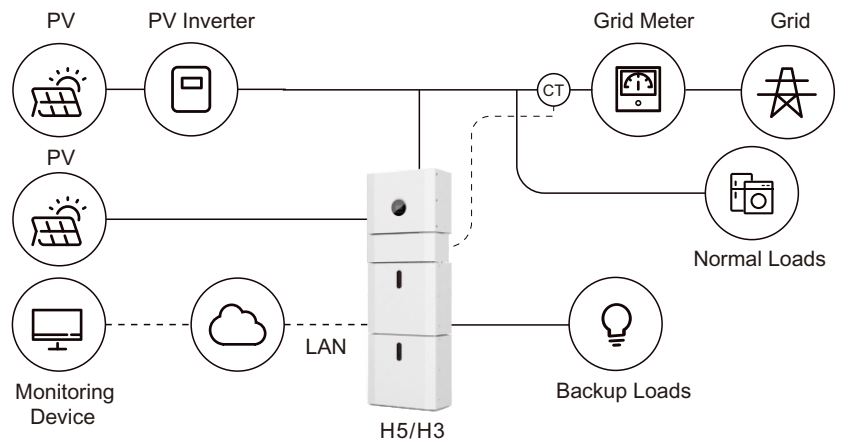 PV
PV Inverter
Grid Meter
Grid
CT
PV
Normal Loads
LAN
Monitoring
Device
Backup Loads
H5/H3